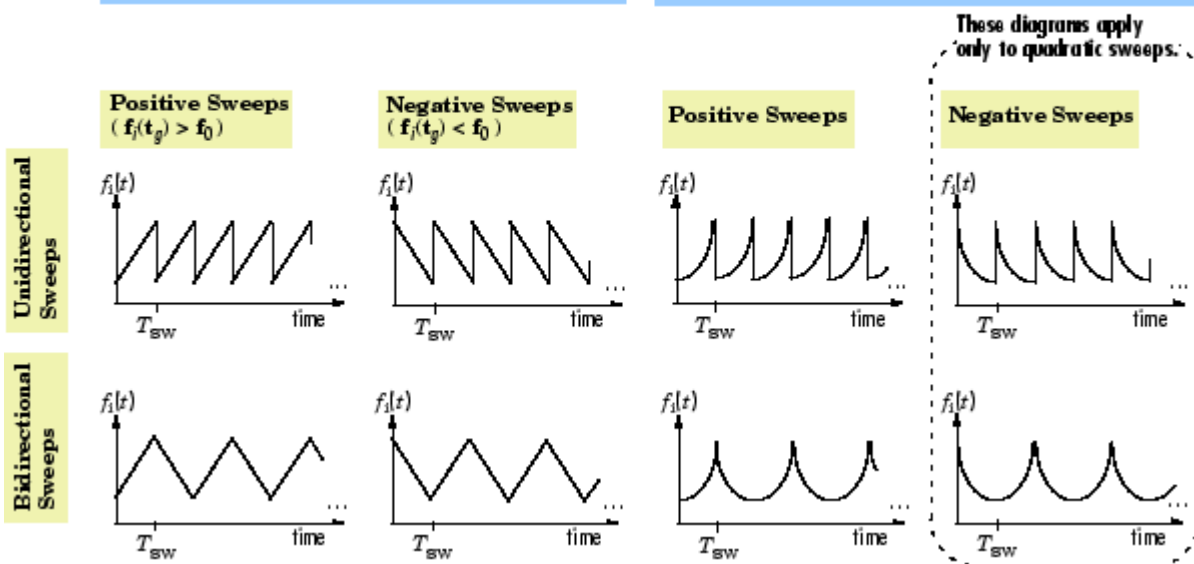 These diagrams apply
only to quadratic sweeps.
Positive Sweeps
( fi(tg) > f0 )
Negative Sweeps
( fi(tg) < f0 )
Positive Sweeps
Negative Sweeps
Unidirectional
Sweeps
fi(t)
...
Tsw
time
fi(t)
...
Tsw
time
fi(t)
...
Tsw
time
fi(t)
...
Tsw
time
Bidirectional
Sweeps
fi(t)
...
Tsw
time
fi(t)
...
Tsw
time
fi(t)
...
Tsw
time
fi(t)
...
Tsw
time